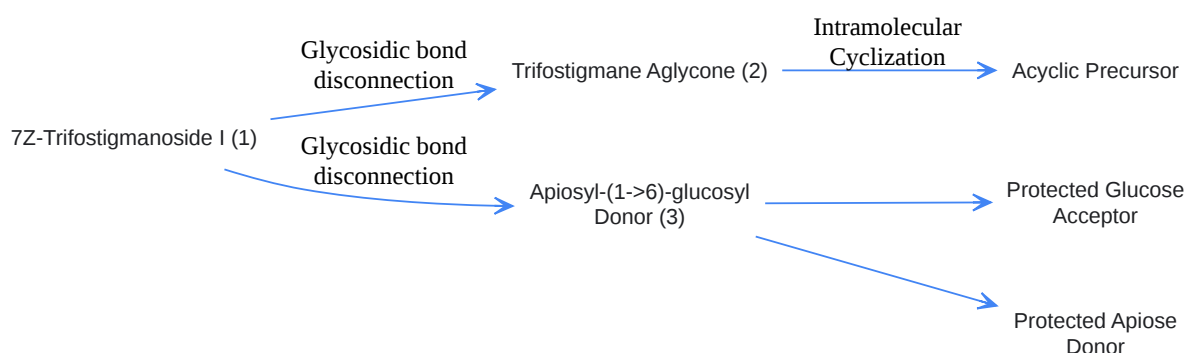 Intramolecular
Cyclization
Glycosidic bond
disconnection
Trifostigmane Aglycone (2)
Acyclic Precursor
7Z-Trifostigmanoside I (1)
Glycosidic bond
disconnection
Apiosyl-(1->6)-glucosyl
Donor (3)
Protected Glucose
Acceptor
Protected Apiose
Donor